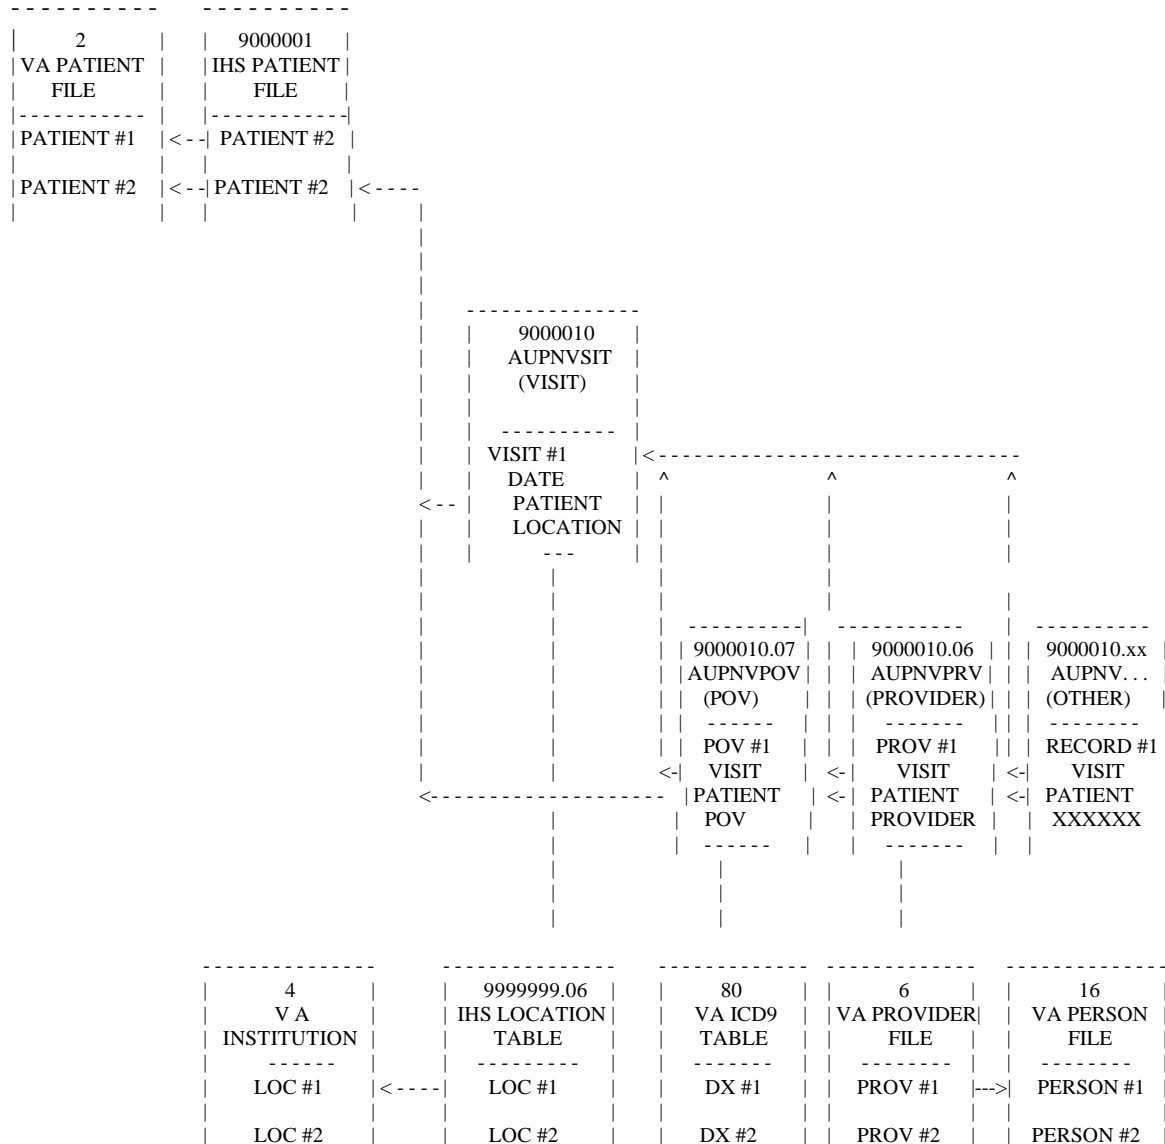 2 9000001
VA PATIENT IHS PATIENT
FILE FILE
PATIENT #1 <-- PATIENT #2
PATIENT #2 <-- PATIENT #2 <----
9000010
AUPNVSIT
(VISIT)
VISIT #1
DATE
PATIENT
LOCATION
9000010.07 9000010.06 9000010.xx
AUPNVPOV AUPNVPRV AUPNV...
(POV) (PROVIDER) (OTHER)
POV #1 PROV #1 RECORD #1
VISIT VISIT VISIT
PATIENT PATIENT PATIENT
POV PROVIDER XXXXXX
4 9999999.06 80 6 16
V A IHS LOCATION VA ICD9 VA PROVIDER VA PERSON
INSTITUTION TABLE TABLE FILE FILE
LOC #1 <---- LOC #1 DX #1 PROV #1 ---> PERSON #1
LOC #2 LOC #2 DX #2 PROV #2 PERSON #2